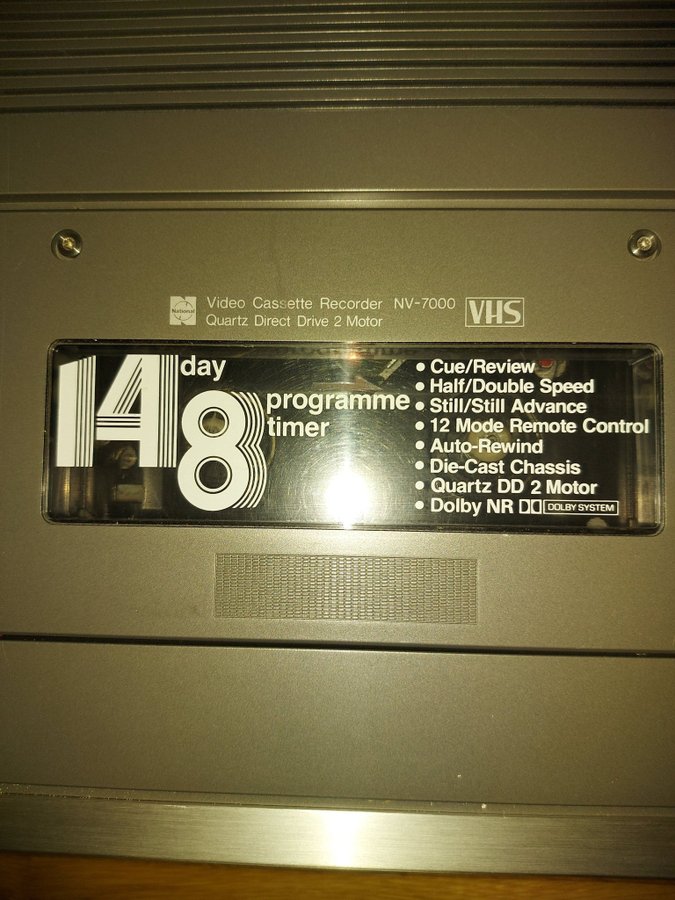 National
Video Cassette Recorder NV-7000 VHS
Quartz Direct Drive 2 Motor
14 day
8 programme
timer
• Cue/Review
• Half/Double Speed
• Still/Still Advance
• 12 Mode Remote Control
• Auto-Rewind
• Die-Cast Chassis
• Quartz DD 2 Motor
• Dolby NR DOLBY SYSTEM